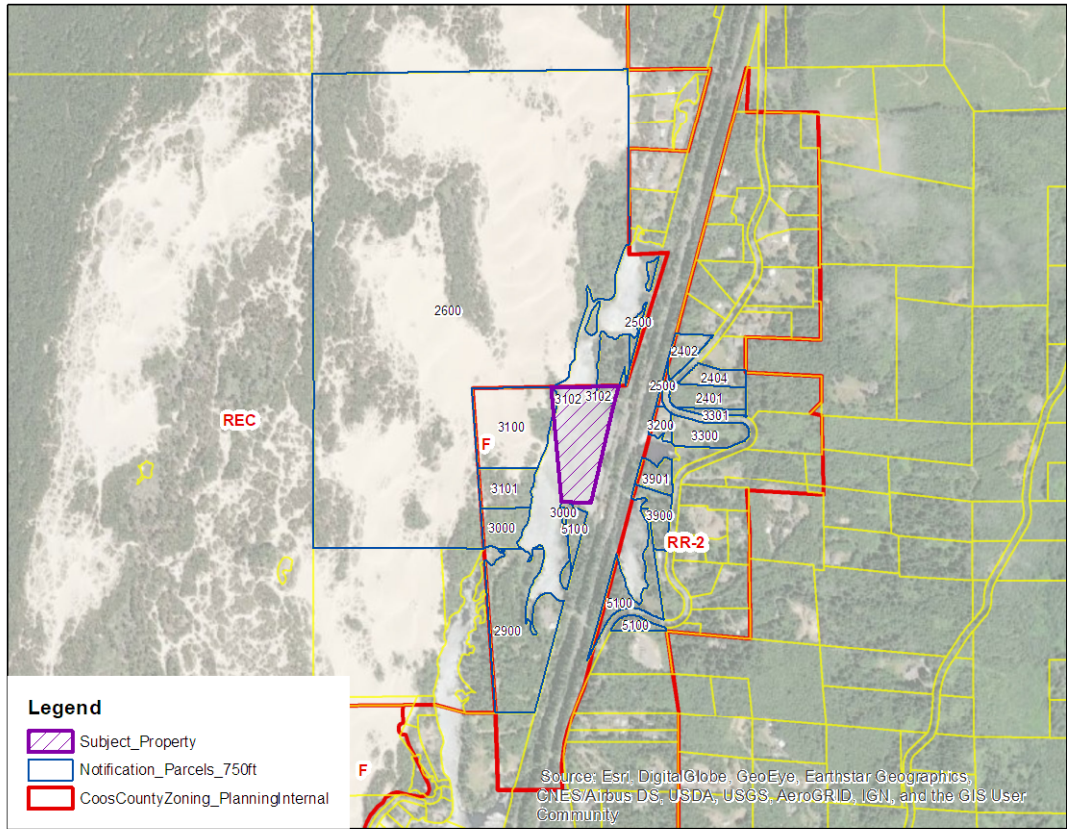 2600
2500
2402
2500
2404
3102
3102
2401
3301
3100
3200
3300
REC
F
3101
3901
3000
3000
3900
5100
RR-2
5100
5100
2900
F
Legend
Subject_Property
Notification_Parcels_750ft
CoosCountyZoning_PlanningInternal
Source: Esri, DigitalGlobe, GeoEye, Earthstar Geographics,
CNES/Airbus DS, USDA, USGS, AeroGRID, IGN, and the GIS User
Community